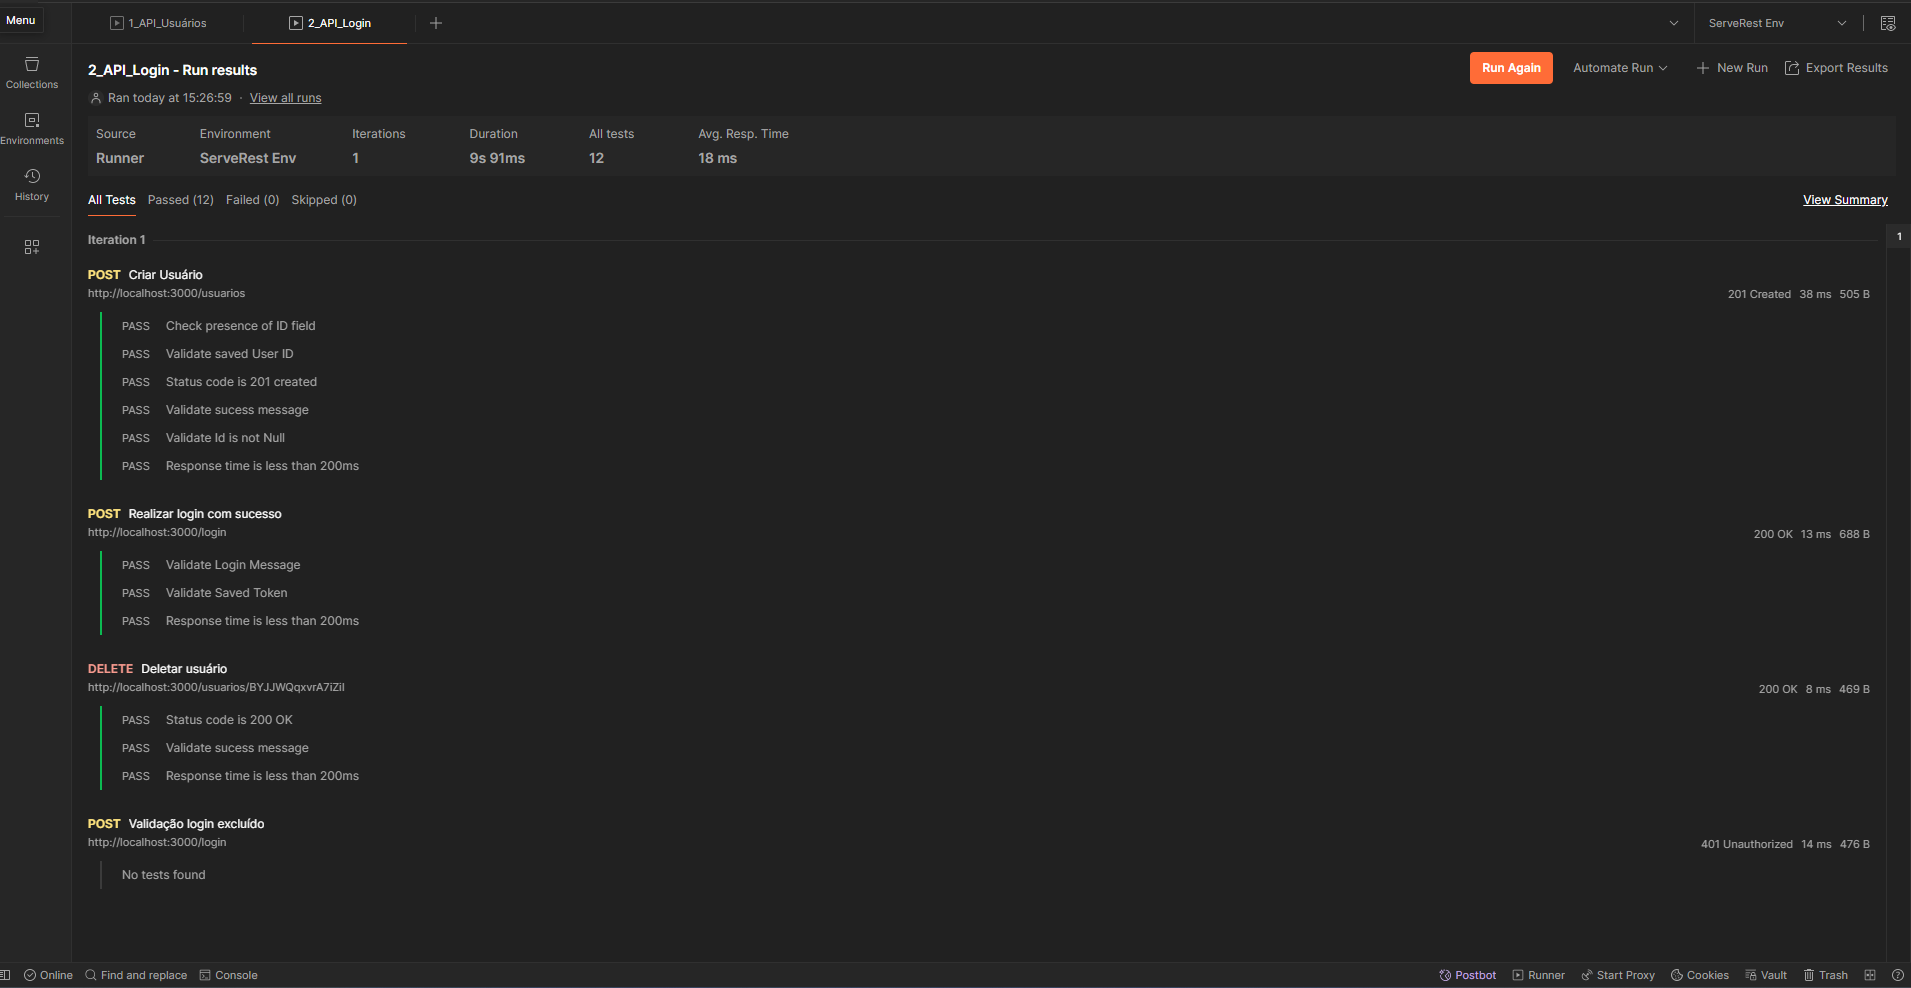 Menu
1_API_Usuários
2_API_Login
ServeRest Env
Collections
Environments
History
2_API_Login - Run results
Run Again
Automate Run
New Run
Export Results
Ran today at 15:26:59 · View all runs
Source
Environment
Iterations
Duration
All tests
Avg. Resp. Time
Runner
ServeRest Env
1
9s 91ms
12
18 ms
All Tests
Passed (12)
Failed (0)
Skipped (0)
View Summary
Iteration 1
1
POST Criar Usuário
http://localhost:3000/usuarios
201 Created 38 ms 505 B
PASS Check presence of ID field
PASS Validate saved User ID
PASS Status code is 201 created
PASS Validate sucess message
PASS Validate Id is not Null
PASS Response time is less than 200ms
POST Realizar login com sucesso
http://localhost:3000/login
200 OK 13 ms 688 B
PASS Validate Login Message
PASS Validate Saved Token
PASS Response time is less than 200ms
DELETE Deletar usuário
http://localhost:3000/usuarios/BYJJWQqxvrA7iZiI
200 OK 8 ms 469 B
PASS Status code is 200 OK
PASS Validate sucess message
PASS Response time is less than 200ms
POST Validação login excluído
http://localhost:3000/login
401 Unauthorized 14 ms 476 B
No tests found
Online
Find and replace
Console
Postbot
Runner
Start Proxy
Cookies
Vault
Trash